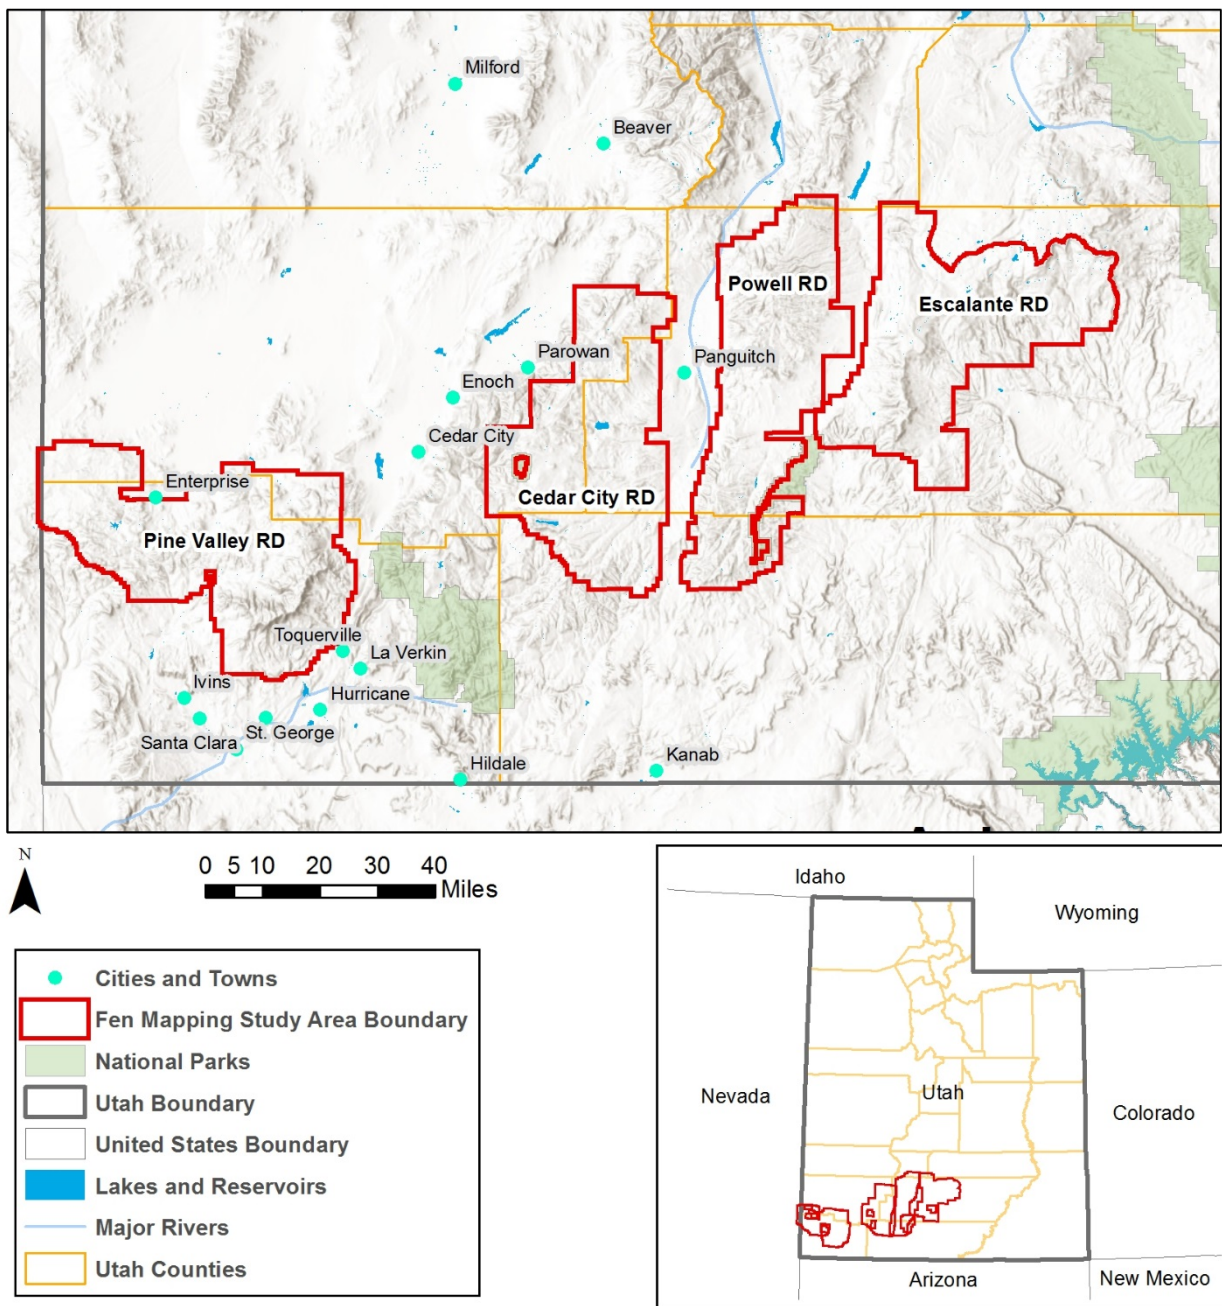 Milford
Beaver
Powell RD
Escalante RD
Parowan
Panguitch
Enoch
Cedar City
Enterprise
Cedar City RD
Pine Valley RD
Toquerville
La Verkin
Ivins
Hurricane
Santa Clara
St. George
Hildale
Kanab
N
0 5 10 20 30 40
Miles
Cities and Towns
Fen Mapping Study Area Boundary
National Parks
Utah Boundary
United States Boundary
Lakes and Reservoirs
Major Rivers
Utah Counties
Idaho
Wyoming
Nevada
Utah
Colorado
Arizona
New Mexico